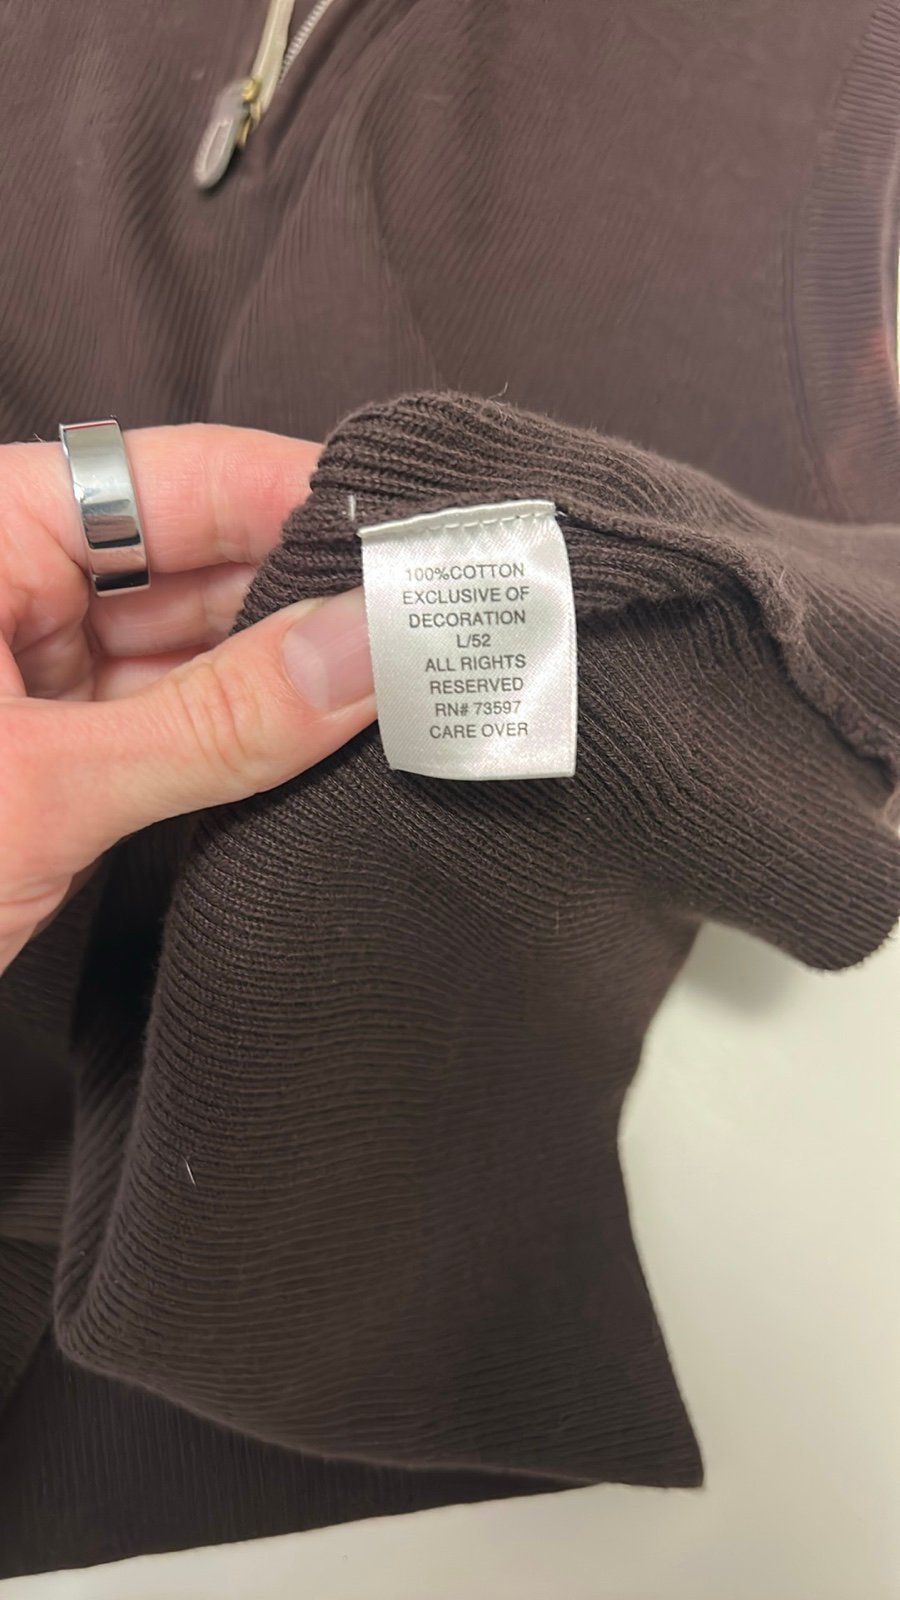 100%COTTON
EXCLUSIVE OF
DECORATION
L/52
ALL RIGHTS
RESERVED
RN# 73597
CARE OVER